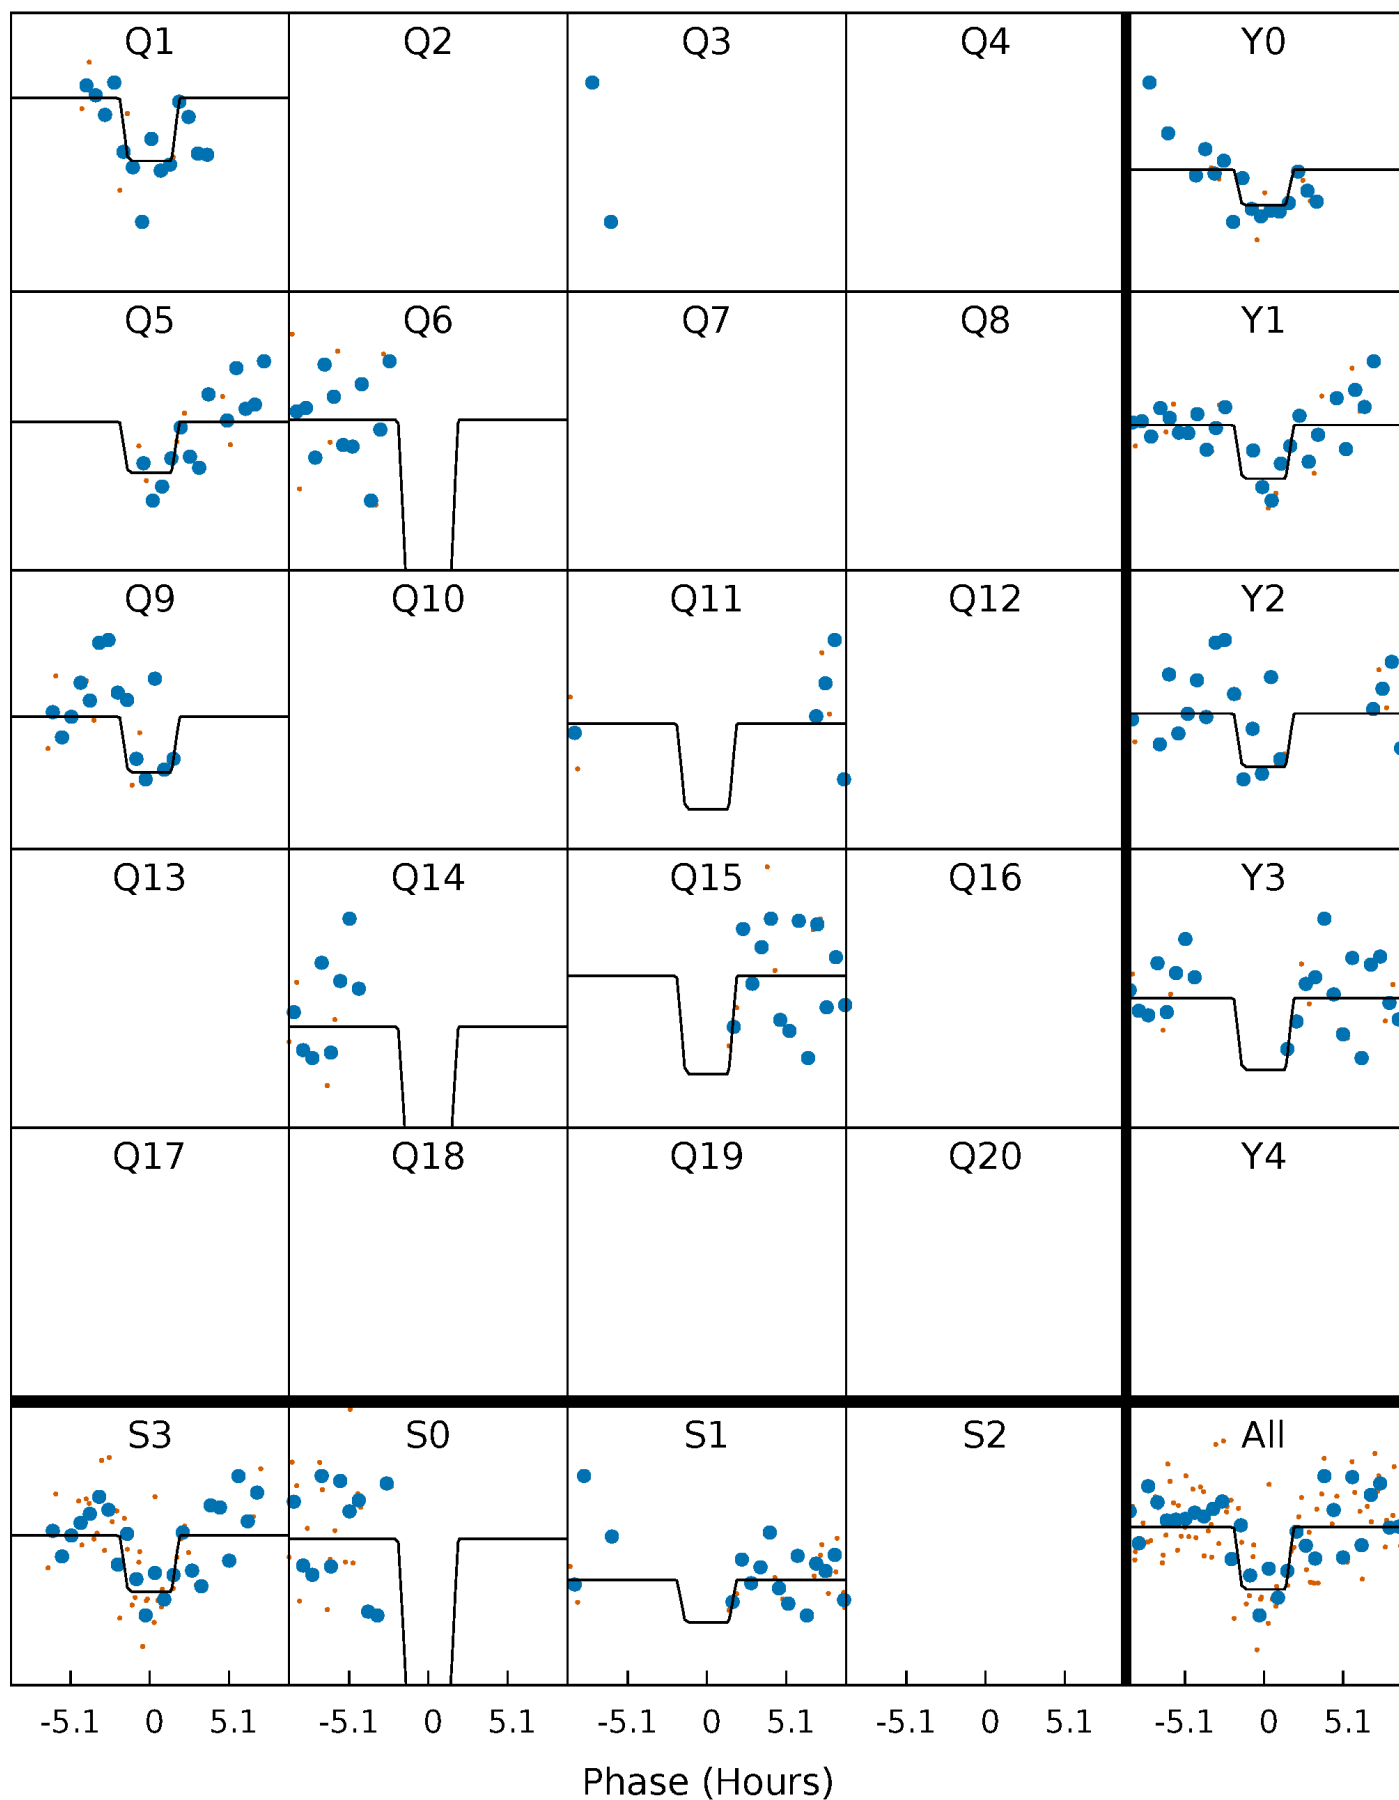 Q1 Q2 Q3 Q4 Y0
Q5 Q6 Q7 Q8 Y1
Q9 Q10 Q11 Q12 Y2
Q13 Q14 Q15 Q16 Y3
Q17 Q18 Q19 Q20 Y4
S3 S0 S1 S2 All
-5.1 0 5.1 -5.1 0 5.1 -5.1 0 5.1 -5.1 0 5.1 -5.1 0 5.1
Phase (Hours)